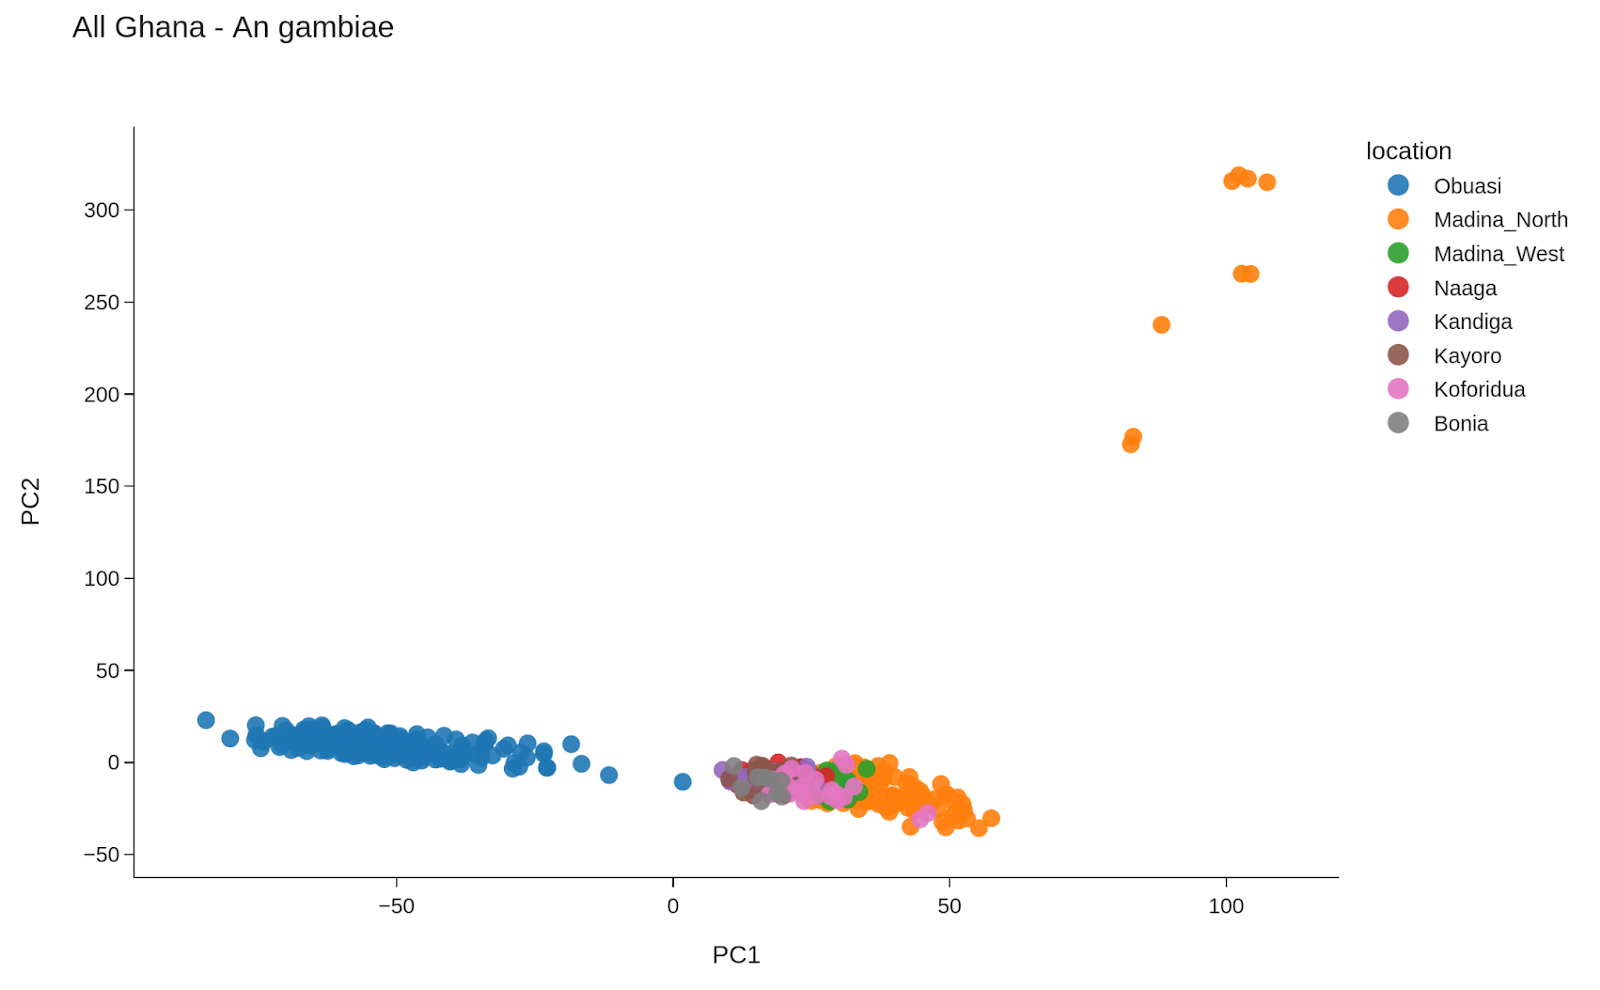 All Ghana - An gambiae
location
Obuasi
Madina_North
Madina_West
Naaga
Kandiga
Kayoro
Koforidua
Bonia
300
250
200
150
100
50
0
−50
PC2
−50
0
50
100
PC1